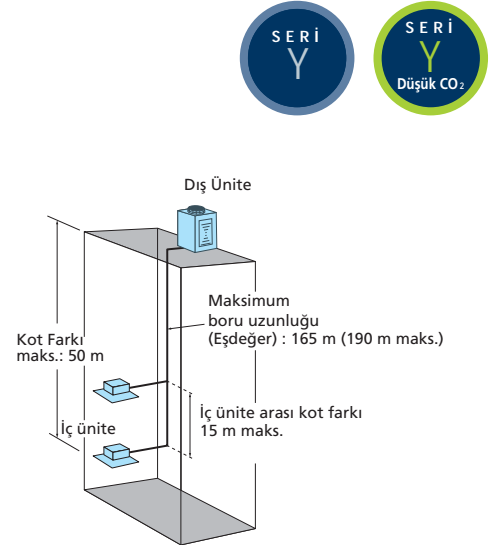 SERİ
Y
SERİ
Y
Düşük CO₂
Dış Ünite
Maksimum
boru uzunluğu
(Eşdeğer) : 165 m (190 m maks.)
Kot Farkı
maks.: 50 m
İç ünite arası kot farkı
15 m maks.
İç ünite